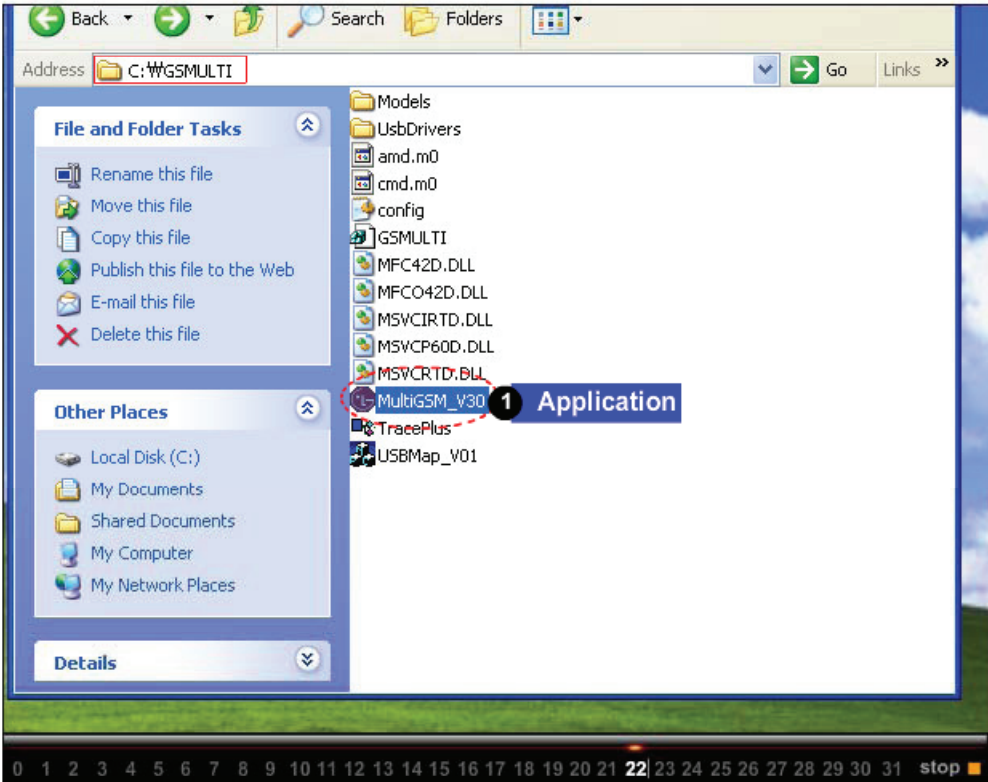 Back Search Folders
Address C:₩GSMULTI Go Links »
File and Folder Tasks
Rename this file
Move this file
Copy this file
Publish this file to the Web
E-mail this file
Delete this file
Other Places
Local Disk (C:)
My Documents
Shared Documents
My Computer
My Network Places
Details
Models
UsbDrivers
amd.m0
cmd.m0
config
GSMULTI
MFC42D.DLL
MFCO42D.DLL
MSVCIRTD.DLL
MSVCP60D.DLL
MSVCRTD.DLL
MultiGSM_V30 1 Application
TracePlus
USBMap_V01
0 1 2 3 4 5 6 7 8 9 10 11 12 13 14 15 16 17 18 19 20 21 22 23 24 25 26 27 28 29 30 31 stop